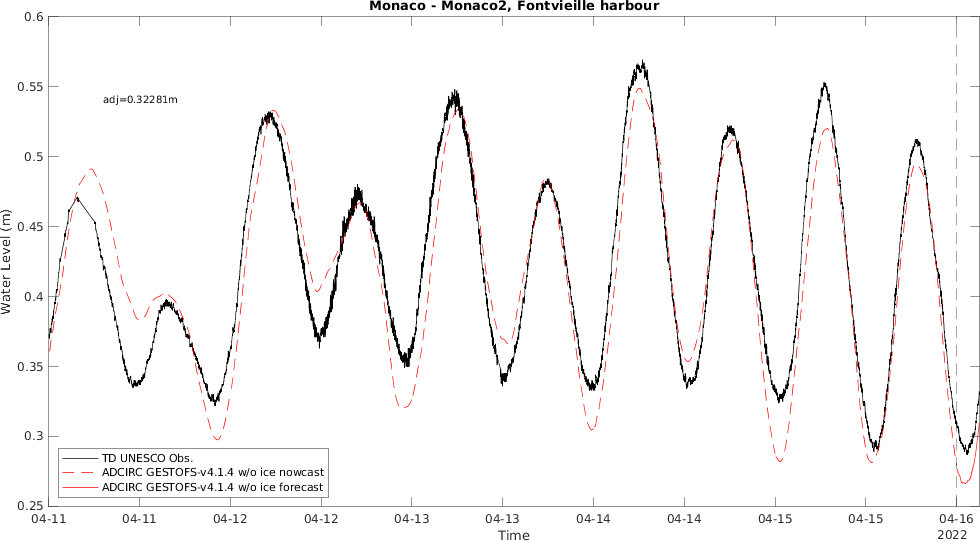 Monaco - Monaco2, Fontvieille harbour
0.6
0.55
0.5
0.45
0.4
0.35
0.3
0.25
Water Level (m)
adj=0.32281m
TD UNESCO Obs.
ADCIRC GESTOFS-v4.1.4 w/o ice nowcast
ADCIRC GESTOFS-v4.1.4 w/o ice forecast
04-11 04-11 04-12 04-12 04-13 04-13 04-14 04-14 04-15 04-15 04-16
2022
Time